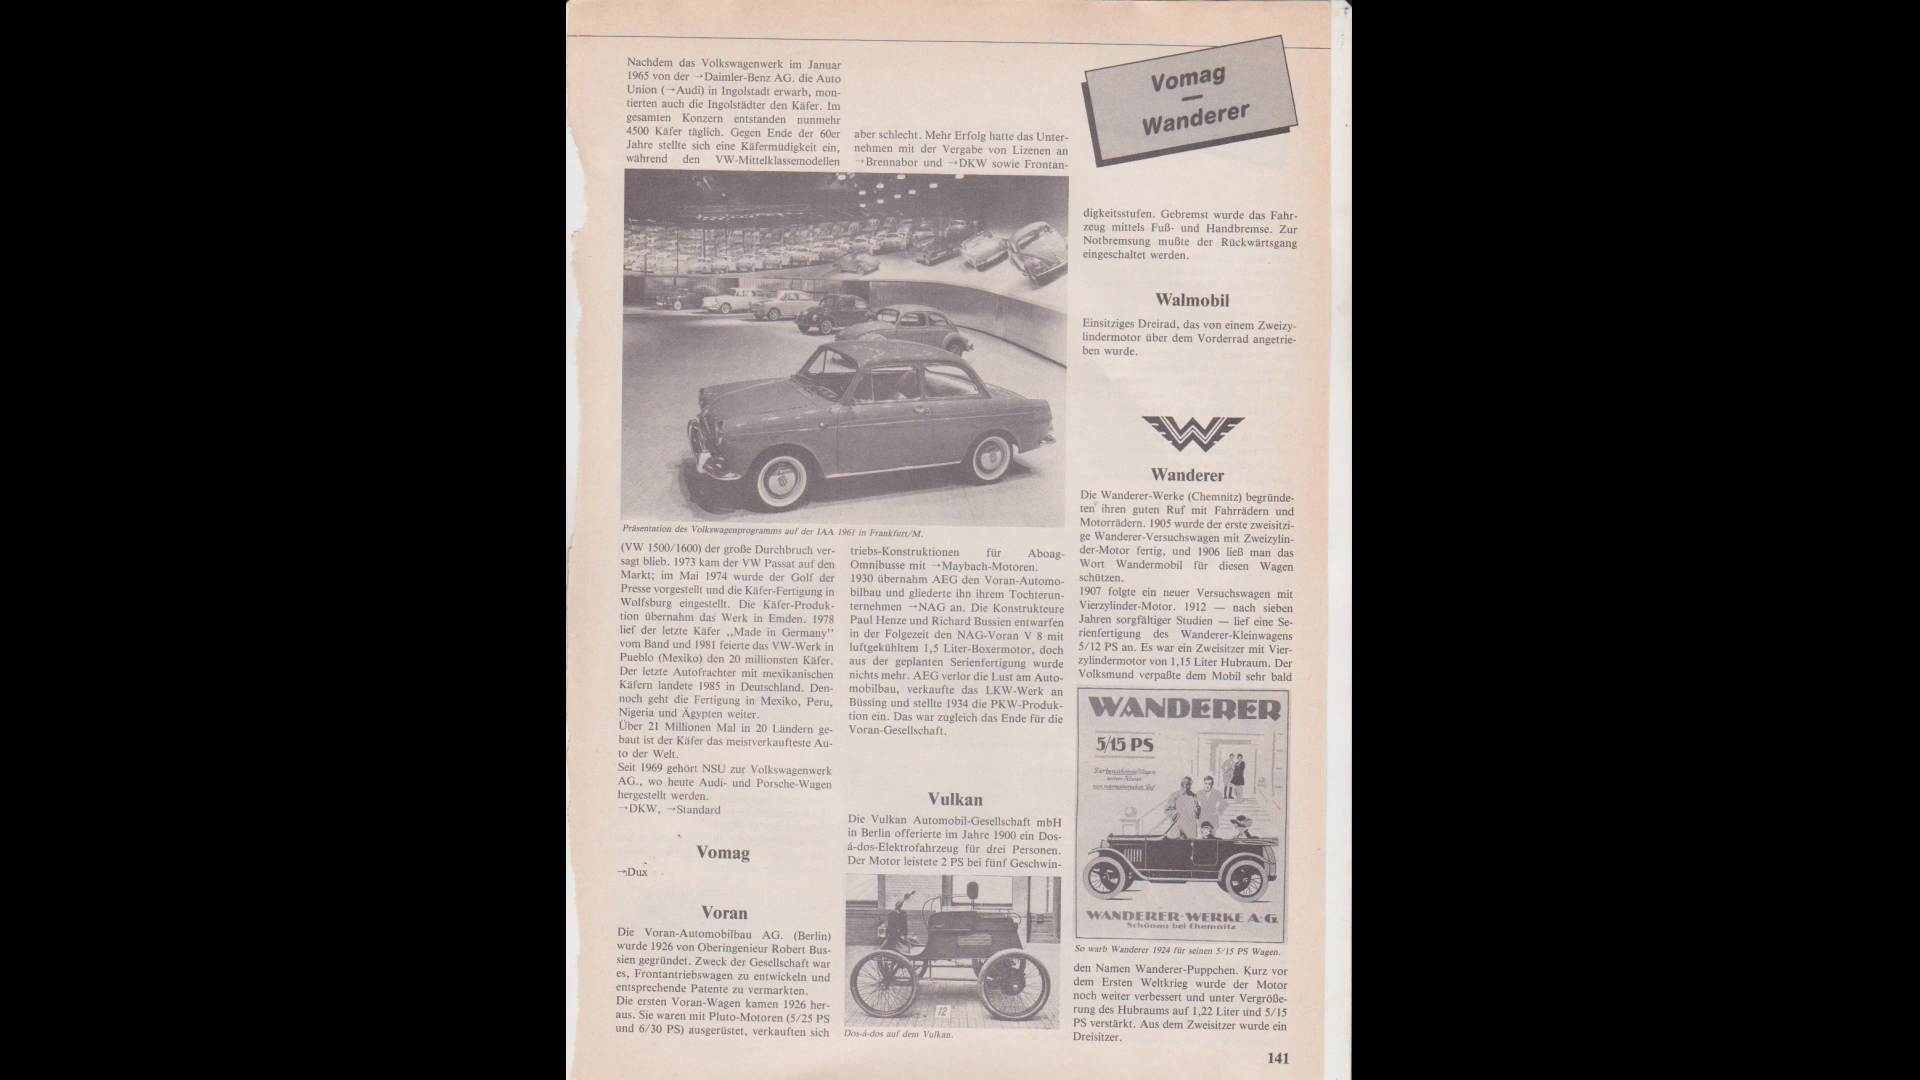 Vomag
—
Wanderer
Nachdem das Volkswagenwerk im Januar
1965 von der →Daimler-Benz AG. die Auto
Union (→Audi) in Ingolstadt erwarb, mon-
tierten auch die Ingolstädter den Käfer. Im
gesamten Konzern entstanden nunmehr
4500 Käfer täglich. Gegen Ende der 60er
Jahre stellte sich eine Käfermüdigkeit ein,
während den VW-Mittelklassemodellen
Präsentation des Volkswagenprogramms auf der IAA 1961 in Frankfurt/M.
(VW 1500/1600) der große Durchbruch ver-
sagt blieb. 1973 kam der VW Passat auf den
Markt; im Mai 1974 wurde der Golf der
Presse vorgestellt und die Käfer-Fertigung in
Wolfsburg eingestellt. Die Käfer-Produk-
tion übernahm das Werk in Emden. 1978
lief der letzte Käfer ,,Made in Germany’’
vom Band und 1981 feierte das VW-Werk in
Pueblo (Mexiko) den 20 millionsten Käfer.
Der letzte Autofrachter mit mexikanischen
Käfern landete 1985 in Deutschland. Den-
noch geht die Fertigung in Mexiko, Peru,
Nigeria und Ägypten weiter.
Über 21 Millionen Mal in 20 Ländern ge-
baut ist der Käfer das meistverkaufteste Au-
to der Welt.
Seit 1969 gehört NSU zur Volkswagenwerk
AG., wo heute Audi- und Porsche-Wagen
hergestellt werden.
→DKW, →Standard
Vomag
→Dux
Voran
Die Voran-Automobilbau AG. (Berlin)
wurde 1926 von Oberingenieur Robert Bus-
sien gegründet. Zweck der Gesellschaft war
es, Frontantriebswagen zu entwickeln und
entsprechende Patente zu vermarkten.
Die ersten Voran-Wagen kamen 1926 her-
aus. Sie waren mit Pluto-Motoren (5/25 PS
und 6/30 PS) ausgerüstet, verkauften sich
aber schlecht. Mehr Erfolg hatte das Unter-
nehmen mit der Vergabe von Lizenen an
→Brennabor und →DKW sowie Frontan-
triebs-Konstruktionen für Aboag-
Omnibusse mit →Maybach-Motoren.
1930 übernahm AEG den Voran-Automo-
bilbau und gliederte ihn ihrem Tochterun-
ternehmen →NAG an. Die Konstrukteure
Paul Henze und Richard Bussien entwarfen
in der Folgezeit den NAG-Voran V 8 mit
luftgekühltem 1,5 Liter-Boxermotor, doch
aus der geplanten Serienfertigung wurde
nichts mehr. AEG verlor die Lust am Auto-
mobilbau, verkaufte das LKW-Werk an
Büssing und stellte 1934 die PKW-Produk-
tion ein. Das war zugleich das Ende für die
Voran-Gesellschaft.
Vulkan
Die Vulkan Automobil-Gesellschaft mbH
in Berlin offerierte im Jahre 1900 ein Dos-
á-dos-Elektrofahrzeug für drei Personen.
Der Motor leistete 2 PS bei fünf Geschwin-
12
Dos-á-dos auf dem Vulkan.
digkeitsstufen. Gebremst wurde das Fahr-
zeug mittels Fuß- und Handbremse. Zur
Notbremsung mußte der Rückwärtsgang
eingeschaltet werden.
Walmobil
Einsitziges Dreirad, das von einem Zweizy-
lindermotor über dem Vorderrad angetrie-
ben wurde.
W
Wanderer
Die Wanderer-Werke (Chemnitz) begründe-
ten ihren guten Ruf mit Fahrrädern und
Motorrädern. 1905 wurde der erste zweisitzi-
ge Wanderer-Versuchswagen mit Zweizylin-
der-Motor fertig, und 1906 ließ man das
Wort Wandermobil für diesen Wagen
schützen.
1907 folgte ein neuer Versuchswagen mit
Vierzylinder-Motor. 1912 — nach sieben
Jahren sorgfältiger Studien — lief eine Se-
rienfertigung des Wanderer-Kleinwagens
5/12 PS an. Es war ein Zweisitzer mit Vier-
zylindermotor von 1,15 Liter Hubraum. Der
Volksmund verpaßte dem Mobil sehr bald
WANDERER
5/15 PS
WANDERER-WERKE A-G.
Schönau bei Chemnitz
So warb Wanderer 1924 für seinen 5/15 PS Wagen.
den Namen Wanderer-Puppchen. Kurz vor
dem Ersten Weltkrieg wurde der Motor
noch weiter verbessert und unter Vergröße-
rung des Hubraums auf 1,22 Liter und 5/15
PS verstärkt. Aus dem Zweisitzer wurde ein
Dreisitzer.
141